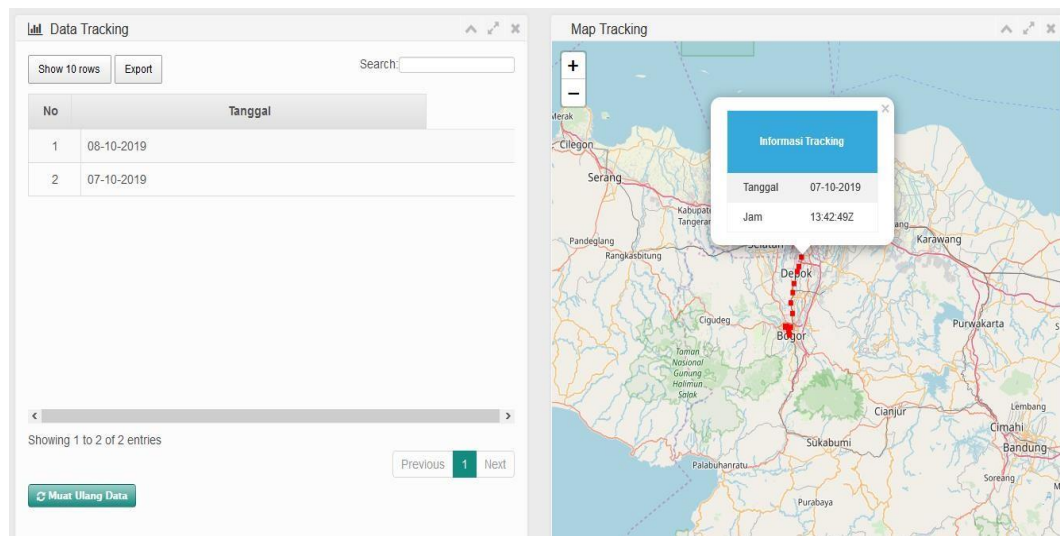 Data Tracking
Show 10 rows
Export
Search:
No
Tanggal
1
08-10-2019
2
07-10-2019
Showing 1 to 2 of 2 entries
Previous
1
Next
Muat Ulang Data
Map Tracking
+
−
Informasi Tracking
Tanggal
07-10-2019
Jam
13:42:49Z
Merak
Cilegon
Serang
Pandeglang
Rangkasbitung
Karawang
Depok
Cigudeg
Bogor
Purwakarta
Taman
Nasional
Gunung
Halimun
Salak
Cianjur
Lembang
Cimahi
Bandung
Sukabumi
Palabuhanratu
Soreang
Purabaya